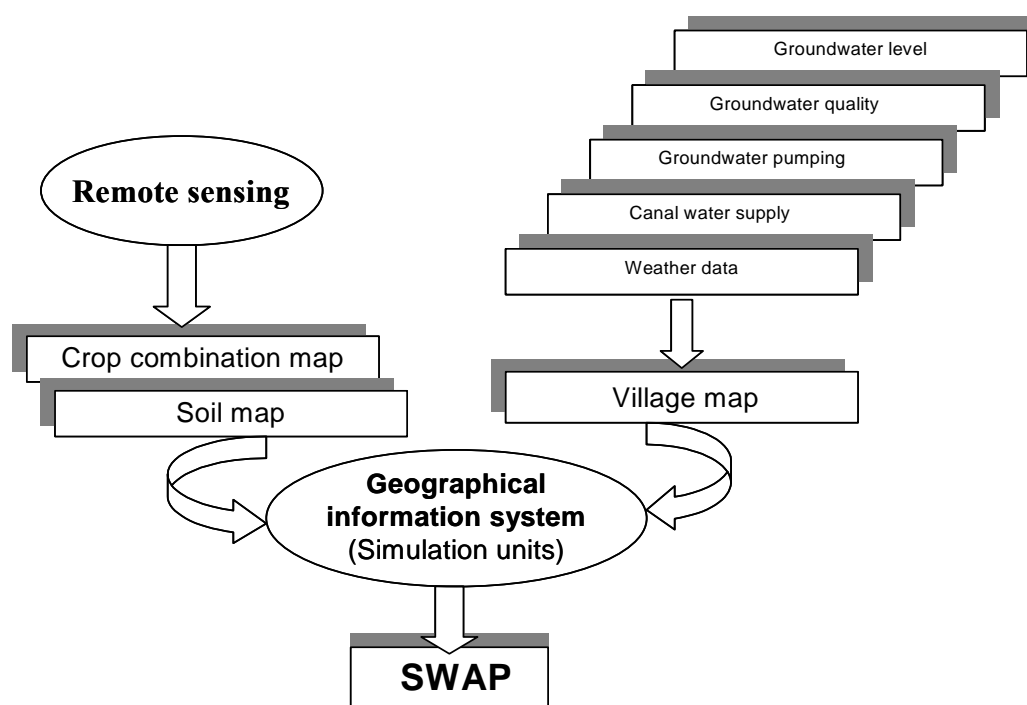 Groundwater level
Groundwater quality
Groundwater pumping
Canal water supply
Weather data
Remote sensing
Crop combination map
Soil map
Village map
Geographical
information system
(Simulation units)
SWAP